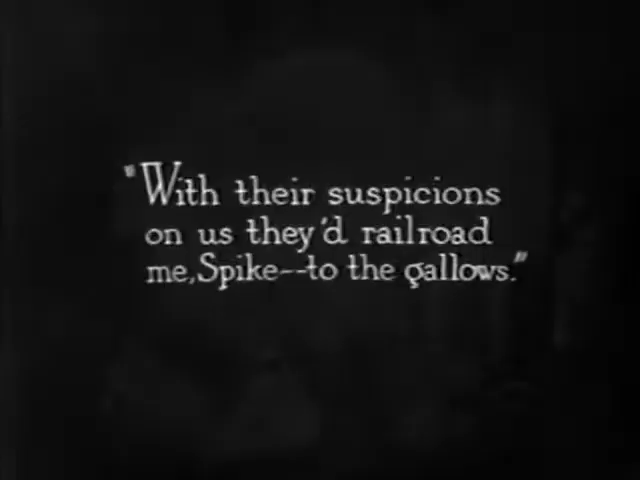 "With their suspicions
on us they'd railroad
me, Spike--to the gallows."